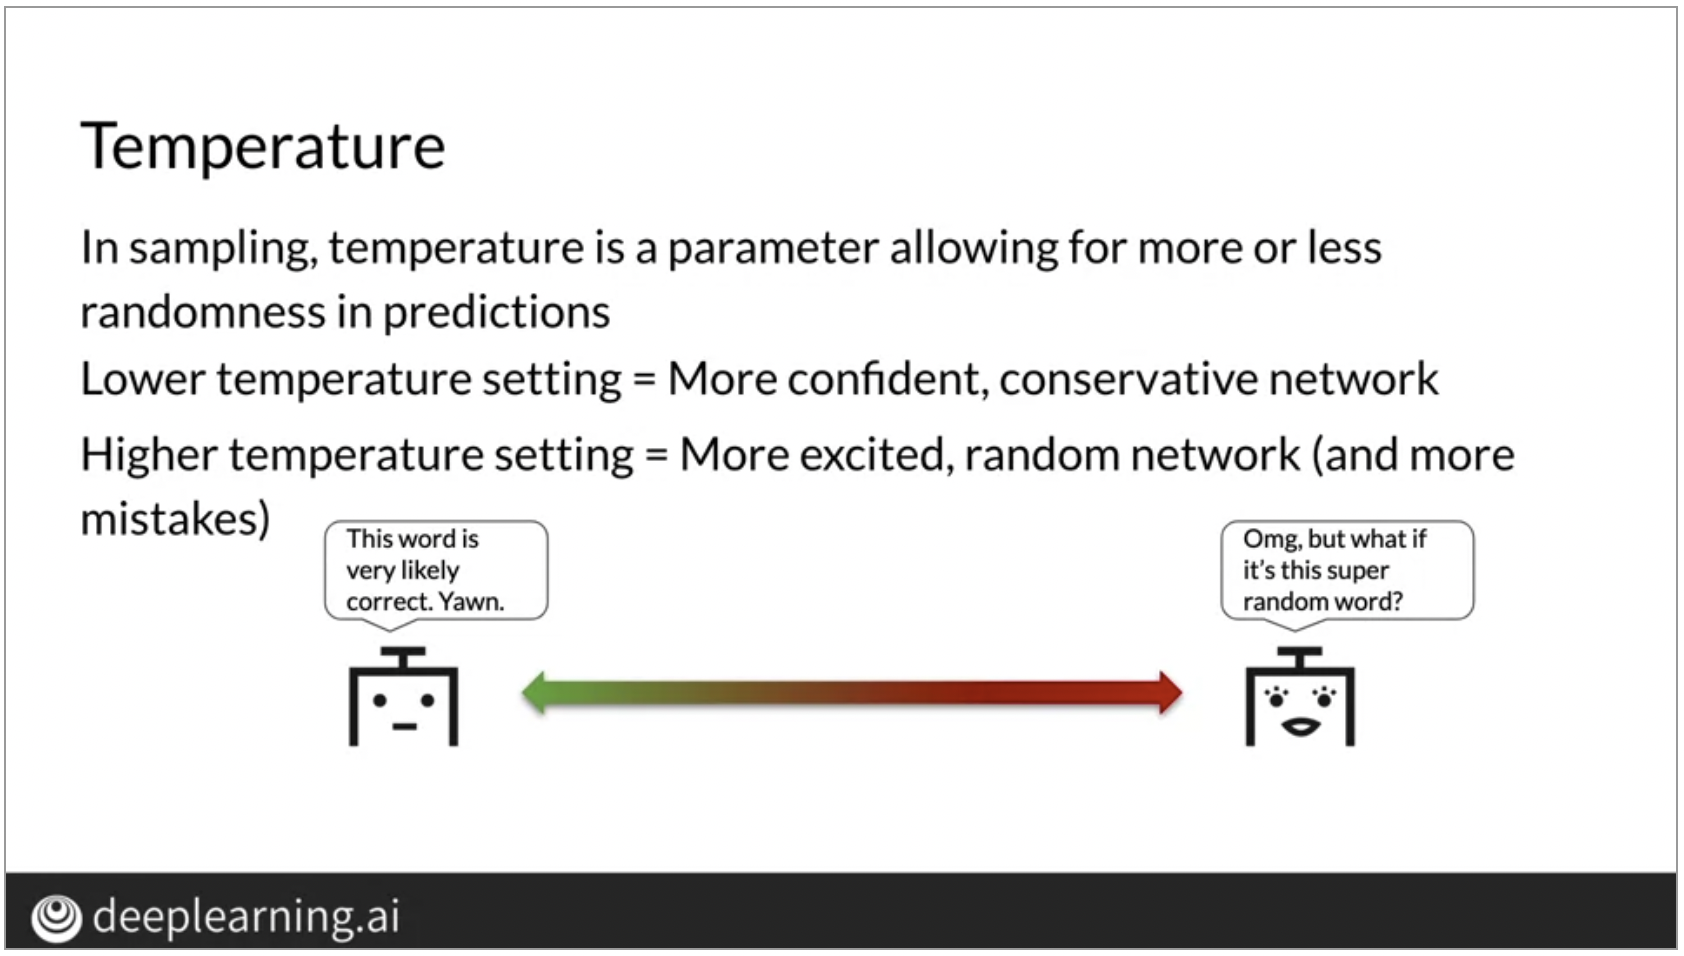 Temperature
In sampling, temperature is a parameter allowing for more or less
randomness in predictions
Lower temperature setting = More confident, conservative network
Higher temperature setting = More excited, random network (and more
mistakes)
This word is
very likely
correct. Yawn.
Omg, but what if
it's this super
random word?
deeplearning.ai